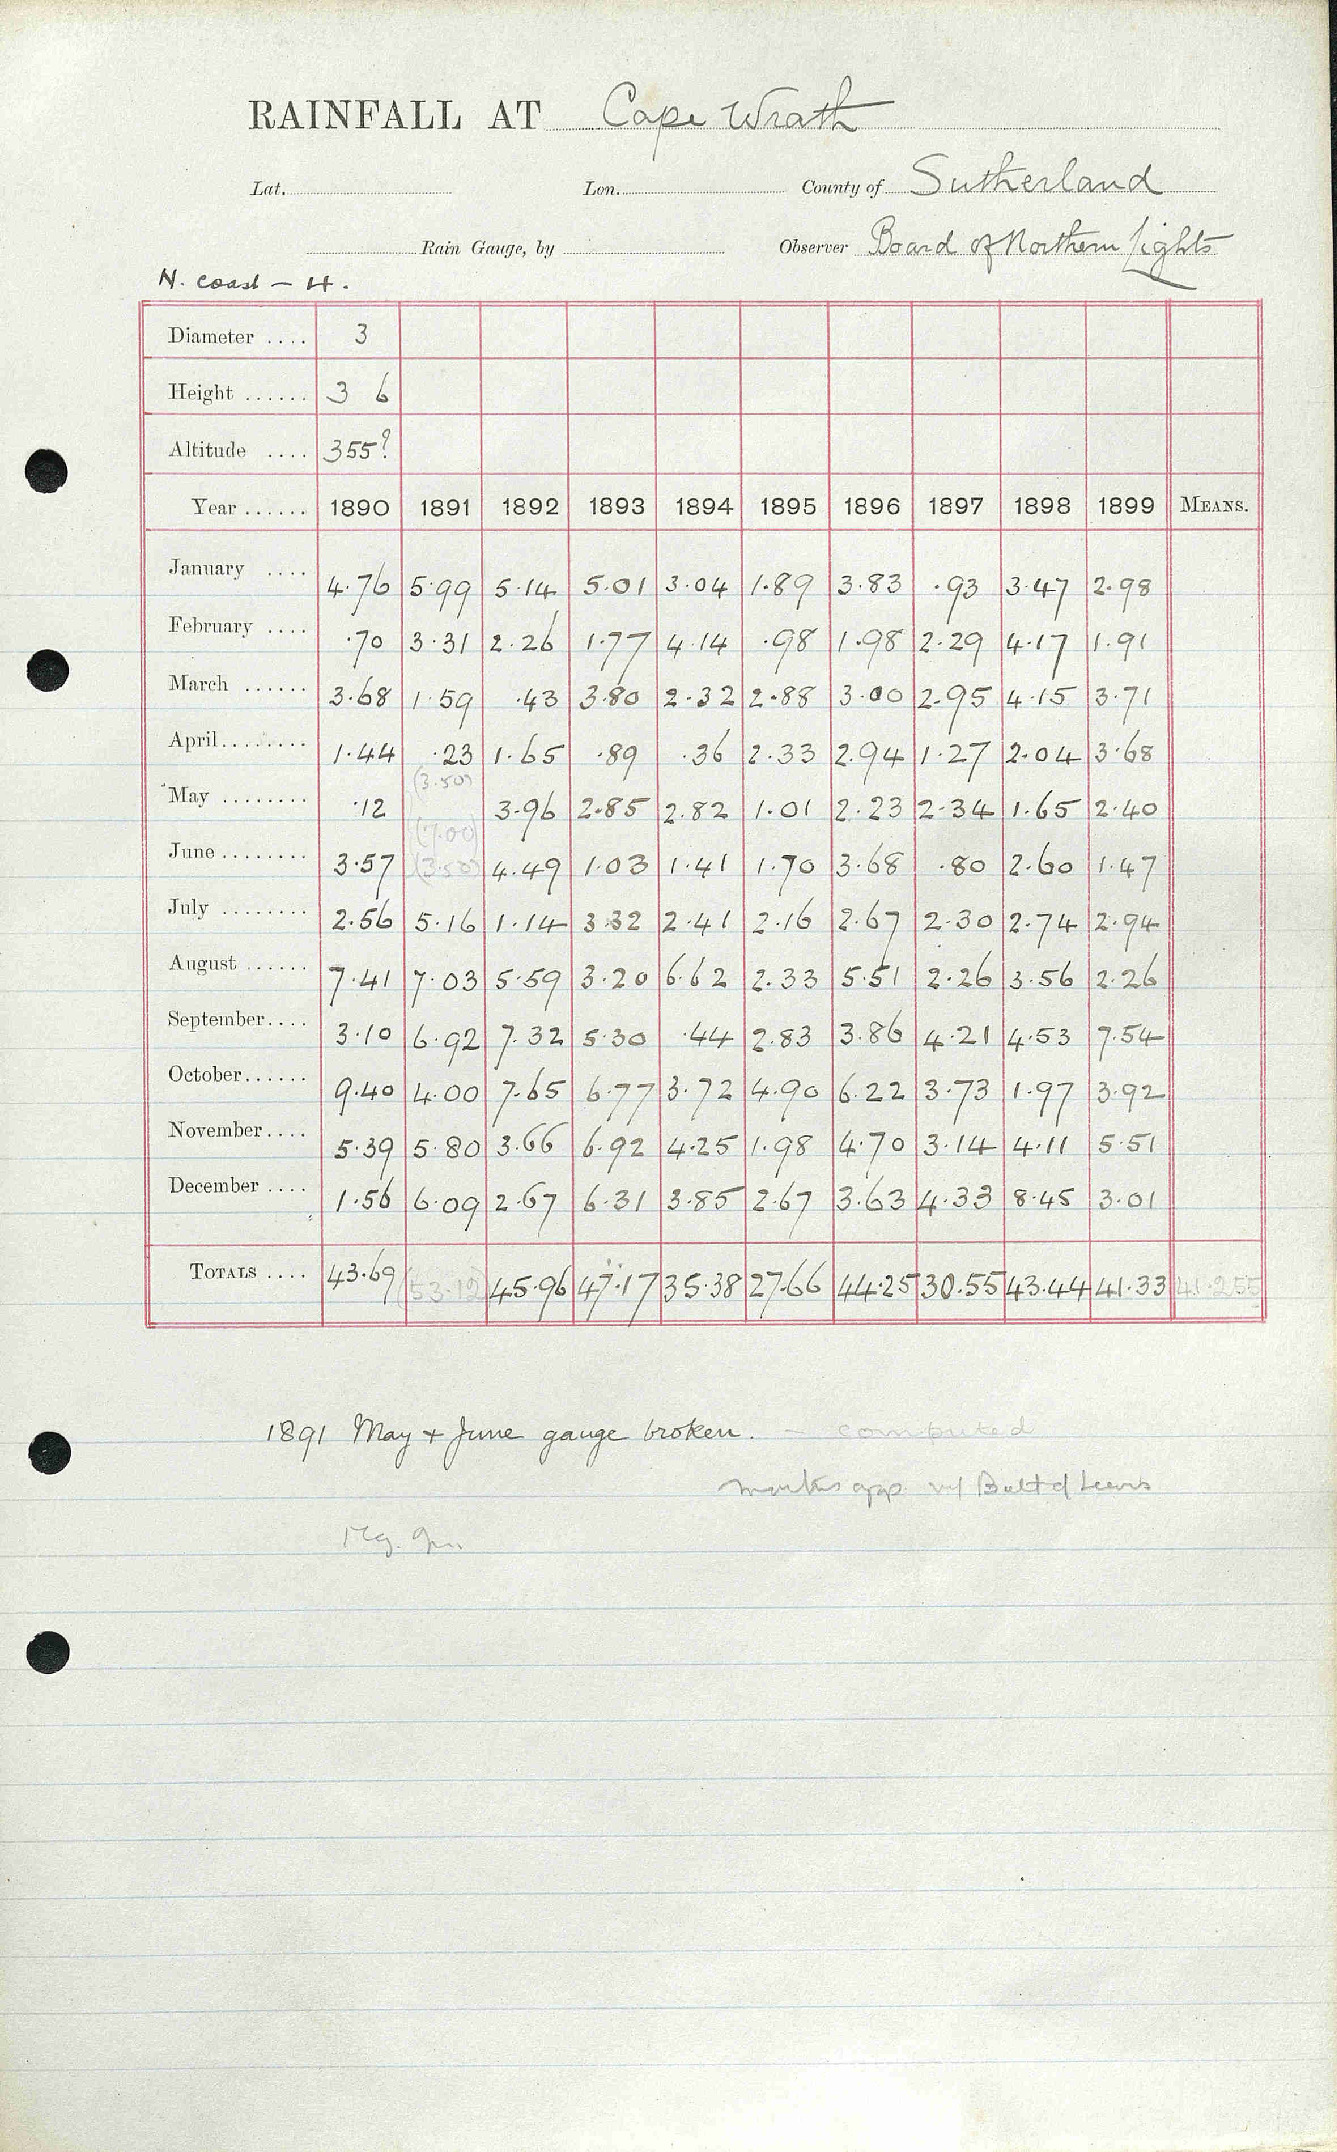 RAINFALL AT Cape Wrath
Lat. Lon. County of Sutherland
Rain Gauge, by Observer Board of Northern Lights
N. coast - 4.
Diameter .... 3
Height ...... 3 6
Altitude .... 355?
Year ...... 1890 1891 1892 1893 1894 1895 1896 1897 1898 1899 MEANS.
January .... 4.76 5.99 5.14 5.01 3.04 1.89 3.83 .93 3.47 2.98
February .... .70 3.31 2.26 1.77 4.14 .98 1.98 2.29 4.17 1.91
March ...... 3.68 1.59 .43 3.80 2.32 2.88 3.00 2.95 4.15 3.71
April........ 1.44 .23 1.65 .89 .36 2.33 2.94 1.27 2.04 3.68
(3.50)
May ........ .12 3.96 2.85 2.82 1.01 2.23 2.34 1.65 2.40
(7.00)
June ........ 3.57 (3.50) 4.49 1.03 1.41 1.70 3.68 .80 2.60 1.47
July ........ 2.56 5.16 1.14 3.32 2.41 2.16 2.67 2.30 2.74 2.94
August ...... 7.41 7.03 5.59 3.20 6.62 2.33 5.51 2.26 3.56 2.26
September.... 3.10 6.92 7.32 5.30 .44 2.83 3.86 4.21 4.53 7.54
October...... 9.40 4.00 7.65 6.77 3.72 4.90 6.22 3.73 1.97 3.92
November.... 5.39 5.80 3.66 6.92 4.25 1.98 4.70 3.14 4.11 5.51
December .... 1.56 6.09 2.67 6.31 3.85 2.67 3.63 4.33 8.45 3.01
TOTALS .... 43.69 (53.12) 45.96 47.17 35.38 27.66 44.25 30.55 43.44 41.33 41.255
1891 May + June gauge broken. - computed
months app. w/ Butt of Lewis